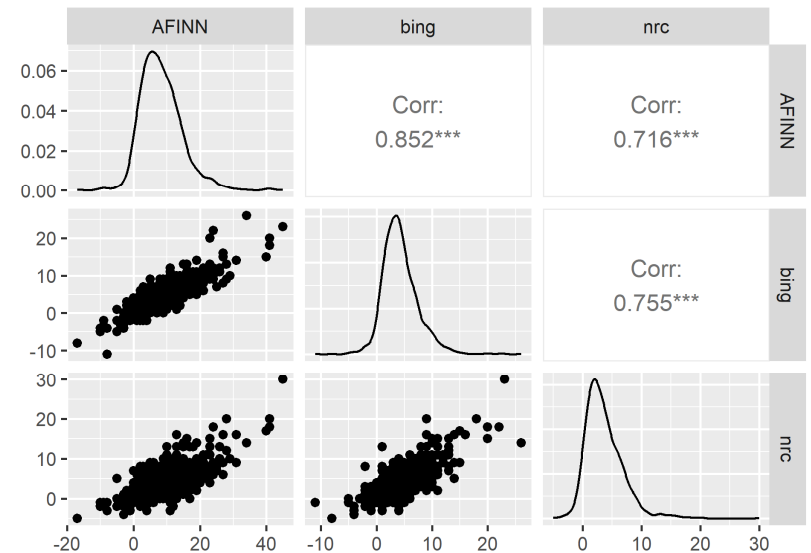 AFINN bing nrc
0.06
0.04
0.02
0.00
Corr:
0.852***
Corr:
0.716***
AFINN
20
10
0
-10
Corr:
0.755***
bing
30
20
10
0
nrc
-20 0 20 40 -10 0 10 20 0 10 20 30